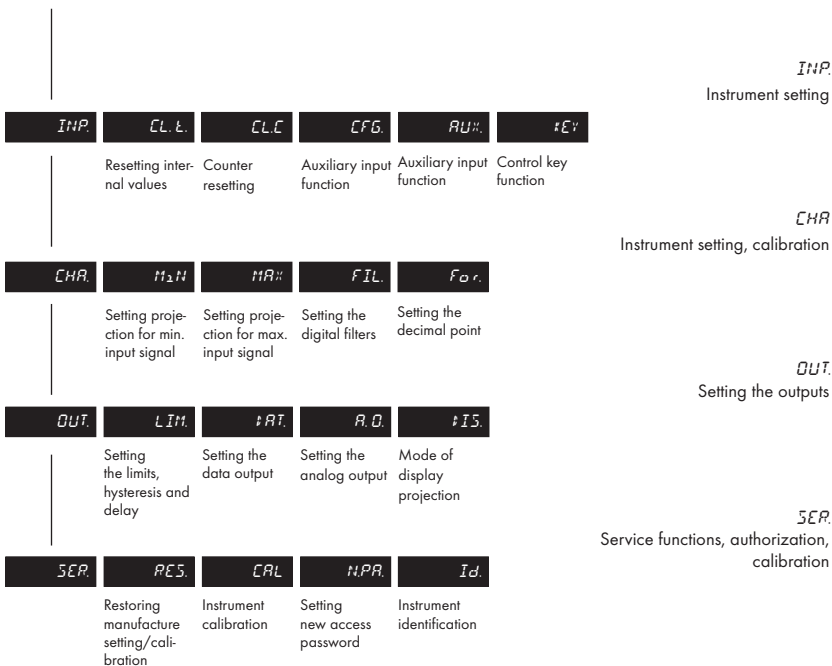 INP.
Instrument setting
INP. CL. t. CL.C CFG. AUX. KEY
Resetting inter-
nal values
Counter
resetting
Auxiliary input
function
Auxiliary input
function
Control key
function
CHA
Instrument setting, calibration
CHA. MIN MAX FIL. For.
Setting proje-
ction for min.
input signal
Setting proje-
ction for max.
input signal
Setting the
digital filters
Setting the
decimal point
OUT.
Setting the outputs
OUT. LIM. DAT. A.O. DIS.
Setting
the limits,
hysteresis and
delay
Setting the
data output
Setting the
analog output
Mode of
display
projection
SER.
Service functions, authorization,
calibration
SER. RES. CAL N.PA. Id.
Restoring
manufacture
setting/cali-
bration
Instrument
calibration
Setting
new access
password
Instrument
identification